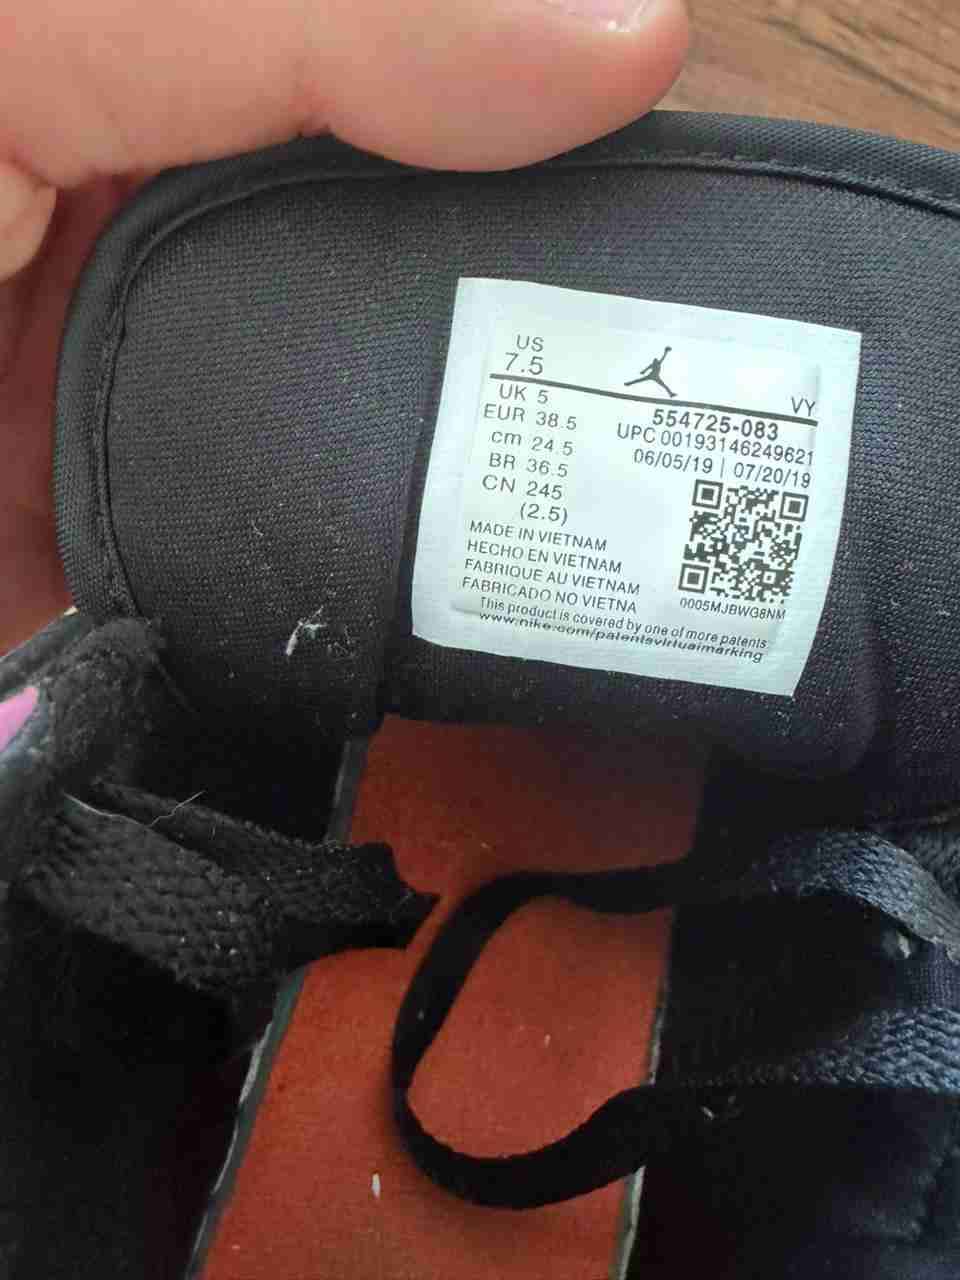 US
7.5
VY
UK 5
EUR 38.5
cm 24.5
BR 36.5
CN 245
(2.5)
554725-083
UPC 00193146249621
06/05/19 | 07/20/19
MADE IN VIETNAM
HECHO EN VIETNAM
FABRIQUE AU VIETNAM
FABRICADO NO VIETNA
0005MJBWG8NM
This product is covered by one of more patents
www.nike.com/patentsvirtualmarking